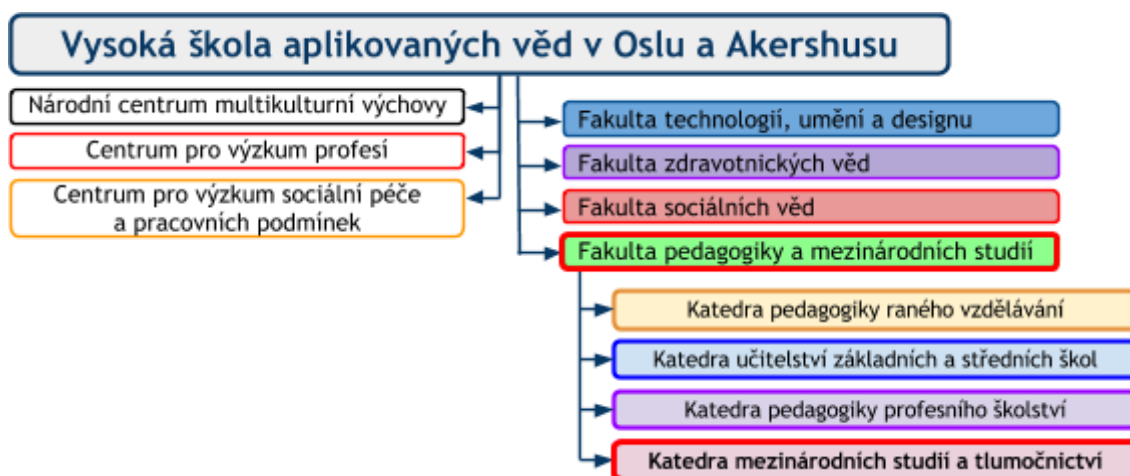 Vysoká škola aplikovaných věd v Oslu a Akershusu
Národní centrum multikulturní výchovy
Centrum pro výzkum profesí
Centrum pro výzkum sociální péče
a pracovních podmínek
Fakulta technologií, umění a designu
Fakulta zdravotnických věd
Fakulta sociálních věd
Fakulta pedagogiky a mezinárodních studií
Katedra pedagogiky raného vzdělávání
Katedra učitelství základních a středních škol
Katedra pedagogiky profesního školství
Katedra mezinárodních studií a tlumočnictví